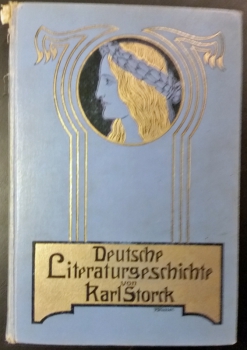 Deutsche
Literaturgeschichte
von
Karl Storck